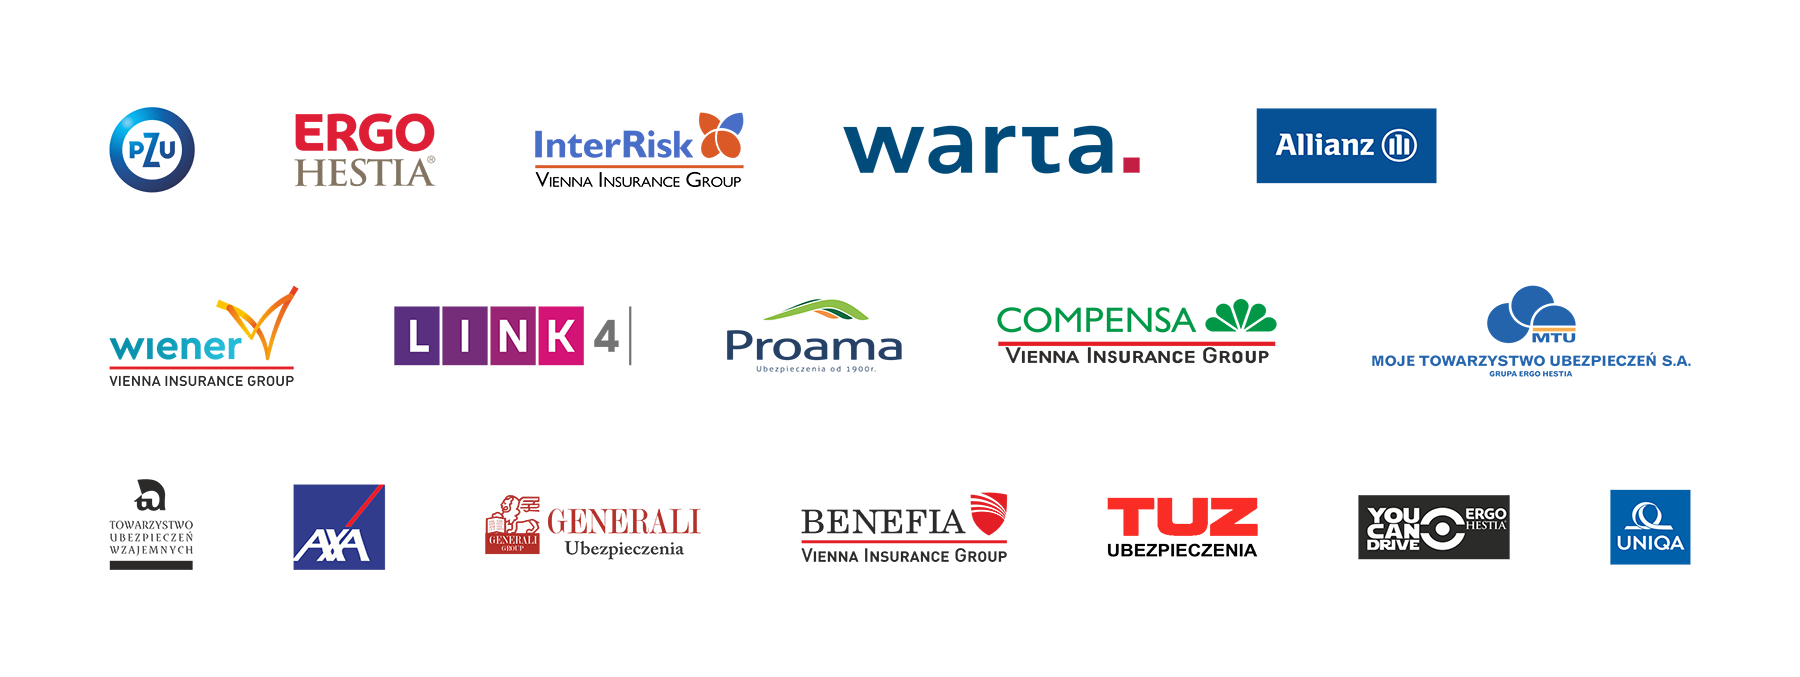 PZU
ERGO
HESTIA®
InterRisk
VIENNA INSURANCE GROUP
warta.
Allianz
wiener
VIENNA INSURANCE GROUP
LINK4
Proama
Ubezpieczenia od 1900r.
COMPENSA
VIENNA INSURANCE GROUP
MTU
MOJE TOWARZYSTWO UBEZPIECZEŃ S.A.
GRUPA ERGO HESTIA
TOWARZYSTWO
UBEZPIECZEŃ
WZAJEMNYCH
AXA
GENERALI
GROUP
GENERALI
Ubezpieczenia
BENEFIA
VIENNA INSURANCE GROUP
TUZ
UBEZPIECZENIA
YOU
CAN
DRIVE
ERGO
HESTIA®
UNIQA